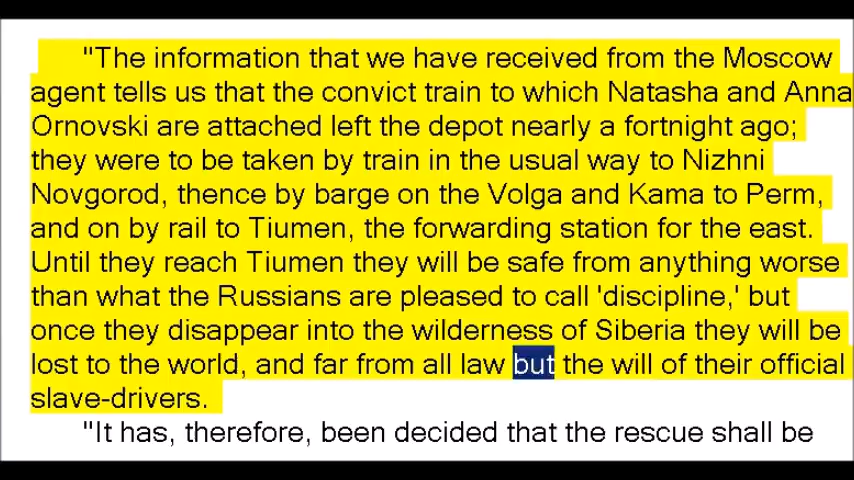 "The information that we have received from the Moscow
agent tells us that the convict train to which Natasha and Anna
Ornovski are attached left the depot nearly a fortnight ago;
they were to be taken by train in the usual way to Nizhni
Novgorod, thence by barge on the Volga and Kama to Perm,
and on by rail to Tiumen, the forwarding station for the east.
Until they reach Tiumen they will be safe from anything worse
than what the Russians are pleased to call 'discipline,' but
once they disappear into the wilderness of Siberia they will be
lost to the world, and far from all law but the will of their official
slave-drivers.
"It has, therefore, been decided that the rescue shall be